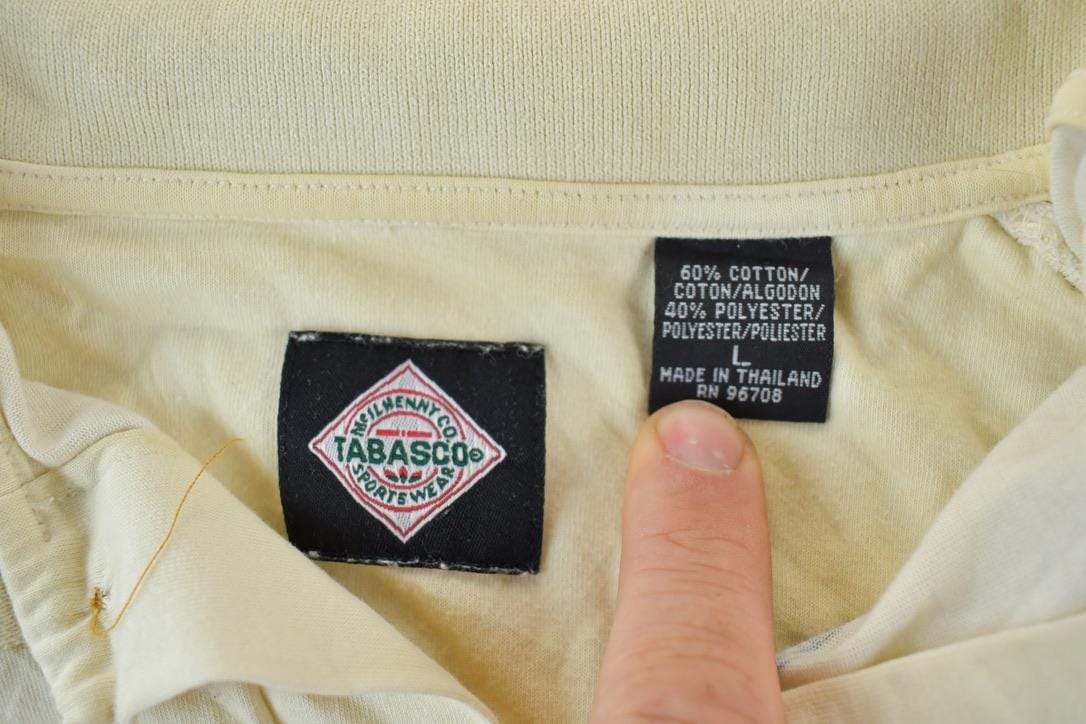 McILHENNY CO.
TABASCO®
SPORTSWEAR
60% COTTON/
COTON/ALGODON
40% POLYESTER/
POLYESTER/POLIESTER
L
MADE IN THAILAND
RN 96708